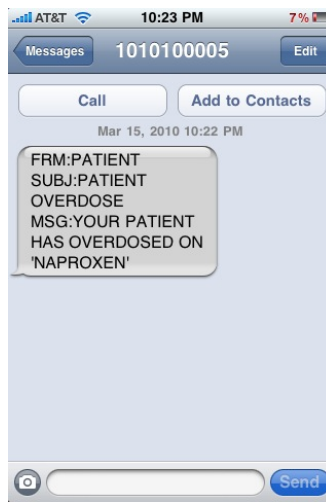 AT&T 10:23 PM 7%
Messages 1010100005 Edit
Call Add to Contacts
Mar 15, 2010 10:22 PM
FRM:PATIENT
SUBJ:PATIENT
OVERDOSE
MSG:YOUR PATIENT
HAS OVERDOSED ON
'NAPROXEN'
Send